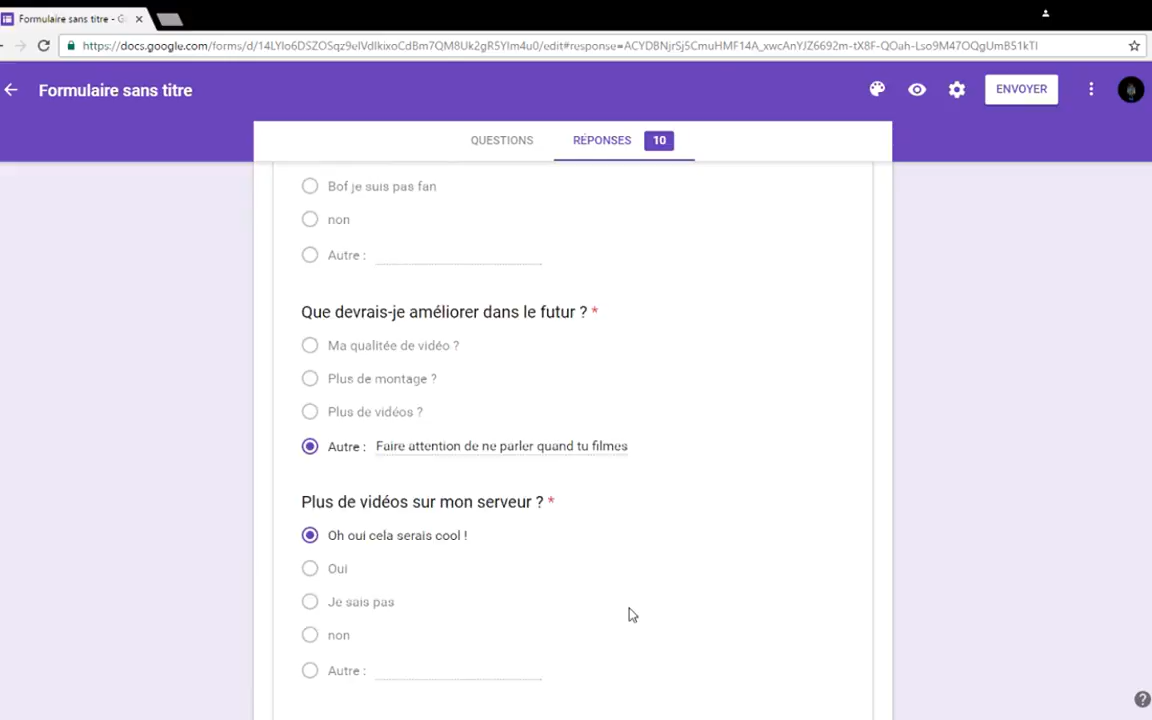 Formulaire sans titre - G
https://docs.google.com/forms/d/14LYlo6DSZOSqz9elVdlkixoCdBm7QM8Uk2gR5Ylm4u0/edit#response=ACYDBNjrSj5CmuHMF14A_xwcAnYJZ6692m-tX8F-QOah-Lso9M47OQgUmB51kTI
Formulaire sans titre
ENVOYER
QUESTIONS
RÉPONSES 10
Bof je suis pas fan
non
Autre :
Que devrais-je améliorer dans le futur ? *
Ma qualitée de vidéo ?
Plus de montage ?
Plus de vidéos ?
Autre : Faire attention de ne parler quand tu filmes
Plus de vidéos sur mon serveur ? *
Oh oui cela serais cool !
Oui
Je sais pas
non
Autre :